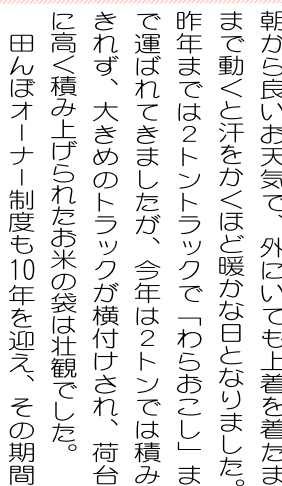 朝から良いお天気で、外にいても上着を着たま
まで動くと汗をかくほど暖かな日となりました。
昨年までは2トントラックで「わらおこし」ま
で運ばれてきましたが、今年は2トンでは積み
きれず、大きめのトラックが横付けされ、荷台
に高く積み上げられたお米の袋は壮観でした。
田んぼオーナー制度も10年を迎え、その期間